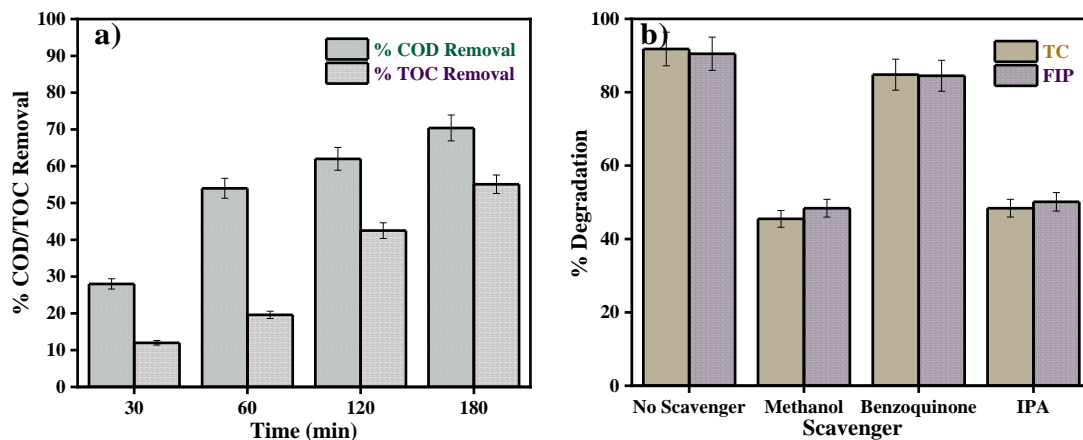 a)
% COD Removal
% TOC Removal
% COD/TOC Removal
100
90
80
70
60
50
40
30
20
10
0
30 60 120 180
Time (min)
b)
TC
FIP
% Degradation
100
80
60
40
20
0
No Scavenger Methanol Benzoquinone IPA
Scavenger